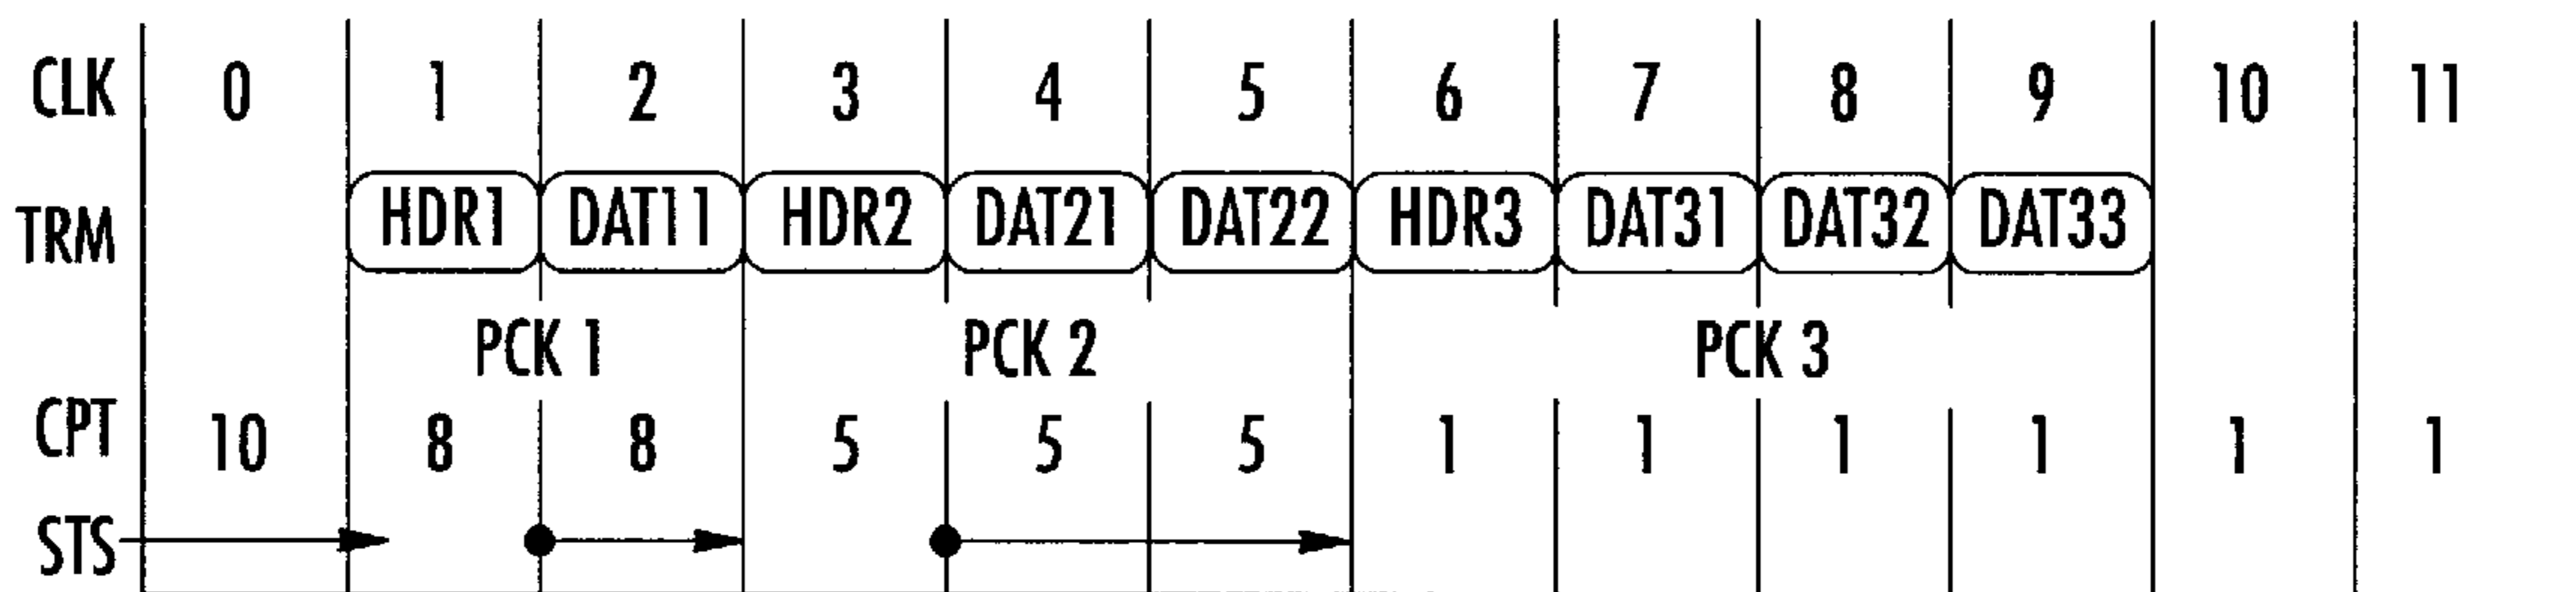 CLK 0 1 2 3 4 5 6 7 8 9 10 11
TRM HDR1 DAT11 HDR2 DAT21 DAT22 HDR3 DAT31 DAT32 DAT33
PCK 1 PCK 2 PCK 3
CPT 10 8 8 5 5 5 1 1 1 1 1 1
STS